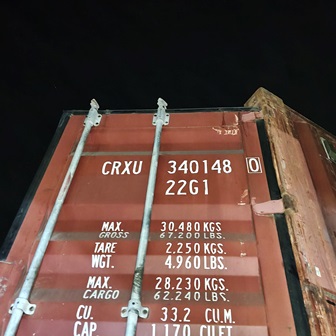 CRXU 340148 0
22G1
MAX. 30.480 KGS.
GROSS 67.200 LBS.
TARE 2,250 KGS.
WGT. 4,960 LBS.
MAX. 28,230 KGS.
CARGO 62,240 LBS.
CU. 33.2 CU.M.
CAP. 1,170 CU.FT.